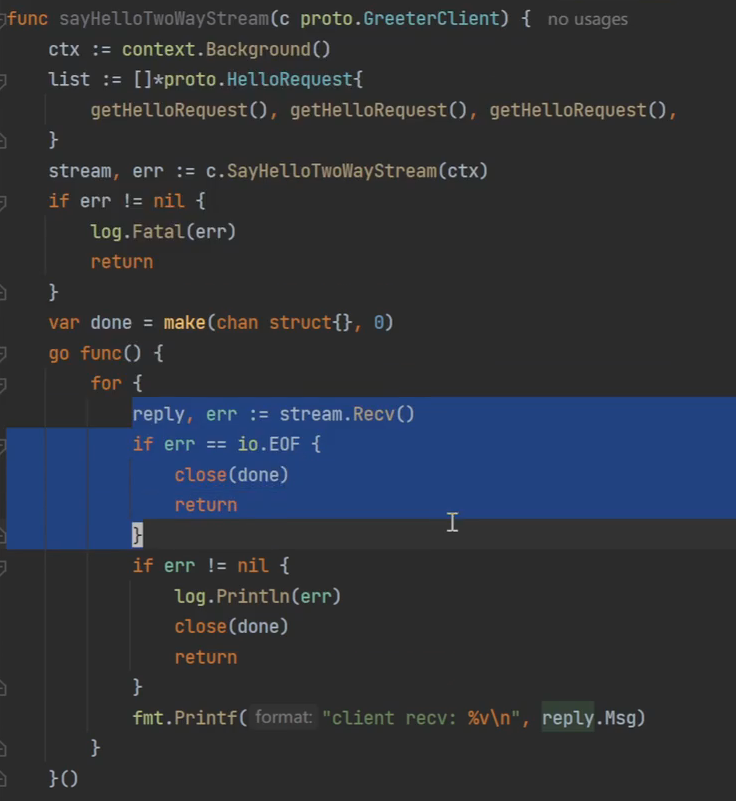 func sayHelloTwoWayStream(c proto.GreeterClient) { no usages
    ctx := context.Background()
    list := []*proto.HelloRequest{
        getHelloRequest(), getHelloRequest(), getHelloRequest(),
    }
    stream, err := c.SayHelloTwoWayStream(ctx)
    if err != nil {
        log.Fatal(err)
        return
    }
    var done = make(chan struct{}, 0)
    go func() {
        for {
            reply, err := stream.Recv()
            if err == io.EOF {
                close(done)
                return
            }
            if err != nil {
                log.Println(err)
                close(done)
                return
            }
            fmt.Printf( format: "client recv: %v\n", reply.Msg)
        }
    }()